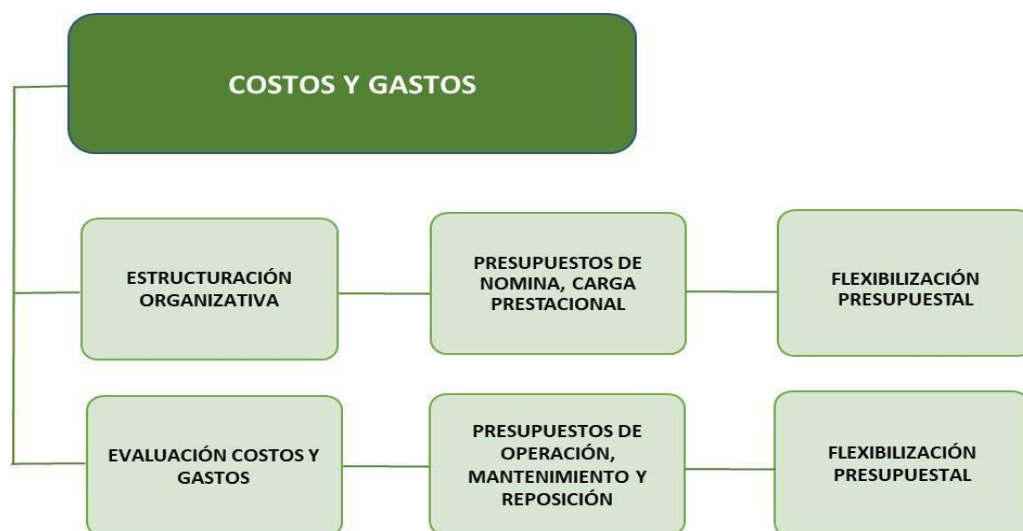 COSTOS Y GASTOS
ESTRUCTURACIÓN
ORGANIZATIVA
PRESUPUESTOS DE
NOMINA, CARGA
PRESTACIONAL
FLEXIBILIZACIÓN
PRESUPUESTAL
EVALUACIÓN COSTOS Y
GASTOS
PRESUPUESTOS DE
OPERACIÓN,
MANTENIMIENTO Y
REPOSICIÓN
FLEXIBILIZACIÓN
PRESUPUESTAL